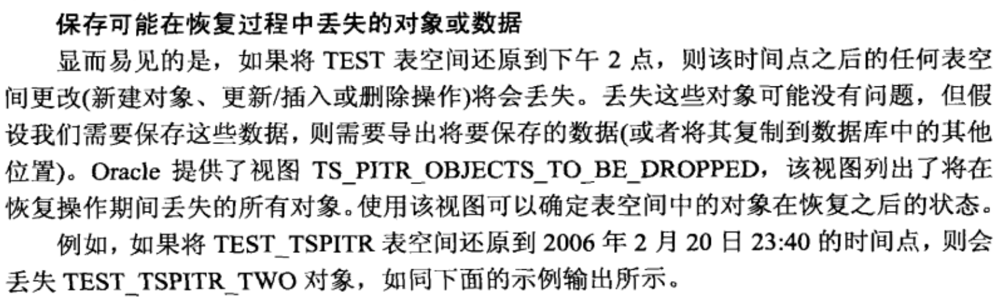 保存可能在恢复过程中丢失的对象或数据
显而易见的是，如果将 TEST 表空间还原到下午 2 点，则该时间点之后的任何表空
间更改(新建对象、更新/插入或删除操作)将会丢失。丢失这些对象可能没有问题，但假
设我们需要保存这些数据，则需要导出将要保存的数据(或者将其复制到数据库中的其他
位置)。Oracle 提供了视图 TS_PITR_OBJECTS_TO_BE_DROPPED，该视图列出了将在
恢复操作期间丢失的所有对象。使用该视图可以确定表空间中的对象在恢复之后的状态。
例如，如果将 TEST_TSPITR 表空间还原到 2006 年 2 月 20 日 23:40 的时间点，则会
丢失 TEST_TSPITR_TWO 对象，如同下面的示例输出所示。